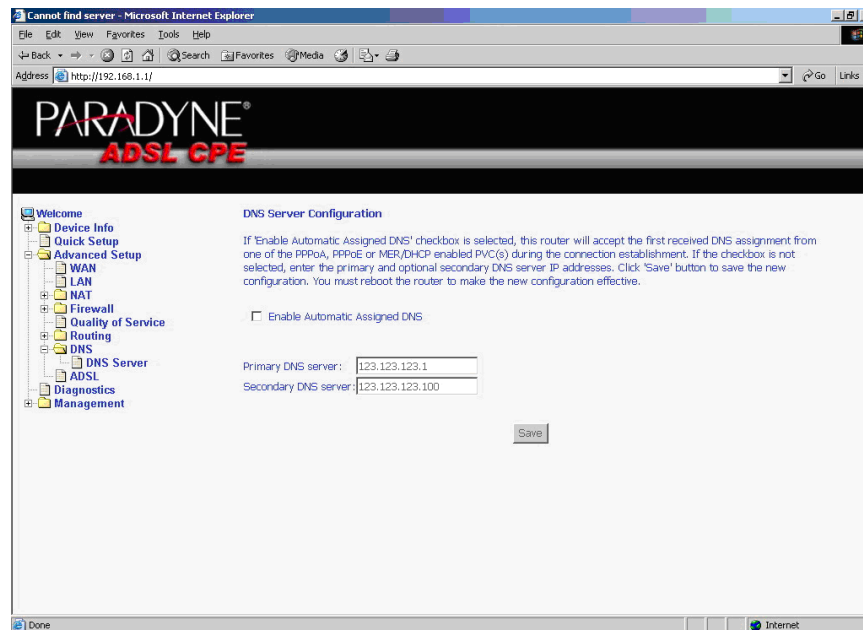 Cannot find server - Microsoft Internet Explorer
File Edit View Favorites Tools Help
Back Search Favorites Media
Address http://192.168.1.1/ Go Links
PARADYNE®
ADSL CPE
Welcome
Device Info
Quick Setup
Advanced Setup
WAN
LAN
NAT
Firewall
Quality of Service
Routing
DNS
DNS Server
ADSL
Diagnostics
Management
DNS Server Configuration
If 'Enable Automatic Assigned DNS' checkbox is selected, this router will accept the first received DNS assignment from
one of the PPPoA, PPPoE or MER/DHCP enabled PVC(s) during the connection establishment. If the checkbox is not
selected, enter the primary and optional secondary DNS server IP addresses. Click 'Save' button to save the new
configuration. You must reboot the router to make the new configuration effective.
Enable Automatic Assigned DNS
Primary DNS server: 123.123.123.1
Secondary DNS server: 123.123.123.100
Save
Done Internet